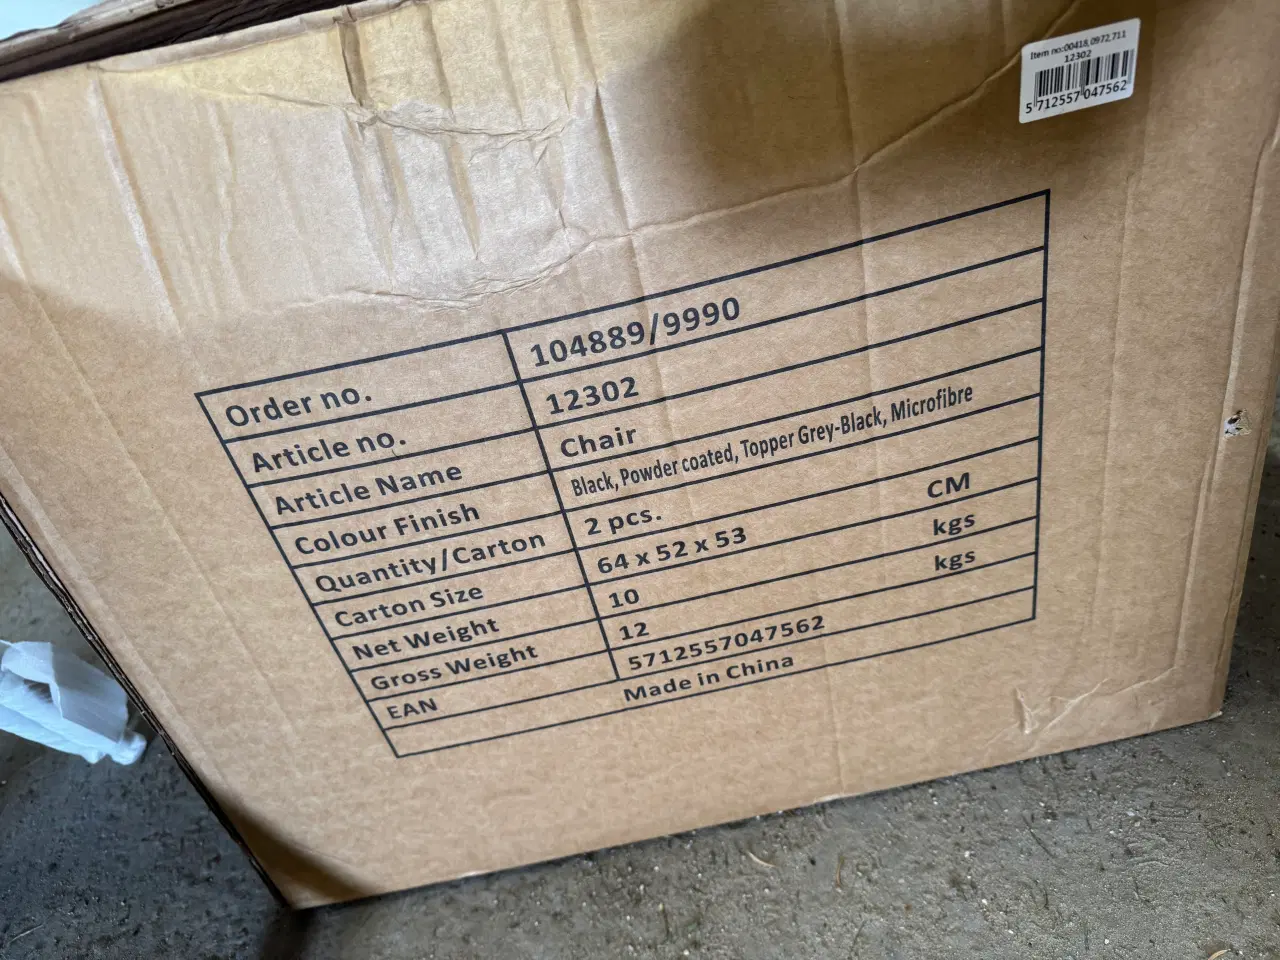 Item no:00418,0972,711
12302
5 712557 047562
Order no. 104889/9990
Article no. 12302
Article Name Chair
Colour Finish Black, Powder coated, Topper Grey-Black, Microfibre
Quantity/Carton 2 pcs.
Carton Size 64 x 52 x 53 CM
Net Weight 10 kgs
Gross Weight 12 kgs
EAN 5712557047562
Made in China